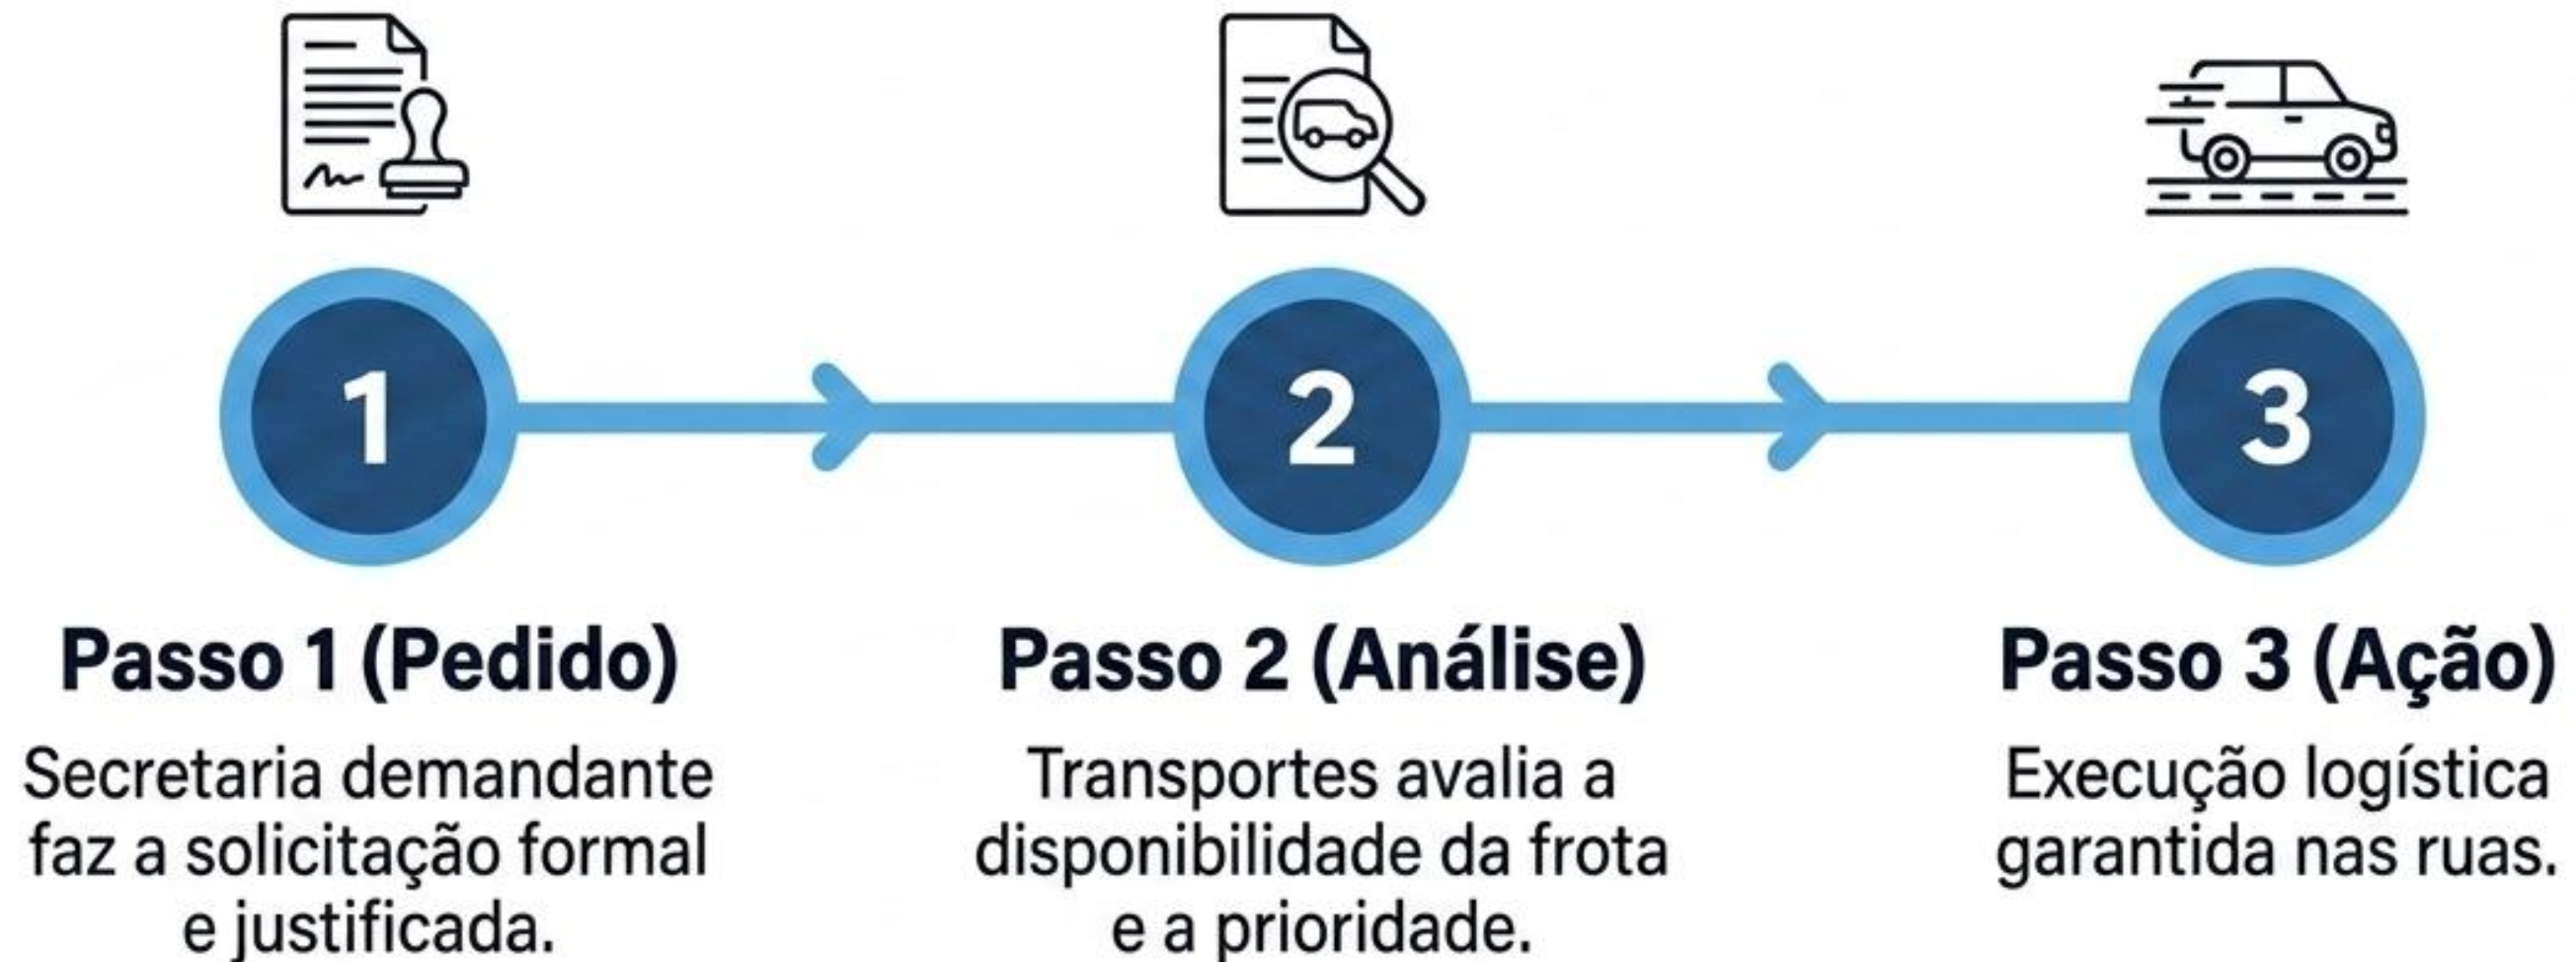 1
2
3
Passo 1 (Pedido)
Secretaria demandante
faz a solicitação formal
e justificada.
Passo 2 (Análise)
Transportes avalia a
disponibilidade da frota
e a prioridade.
Passo 3 (Ação)
Execução logística
garantida nas ruas.